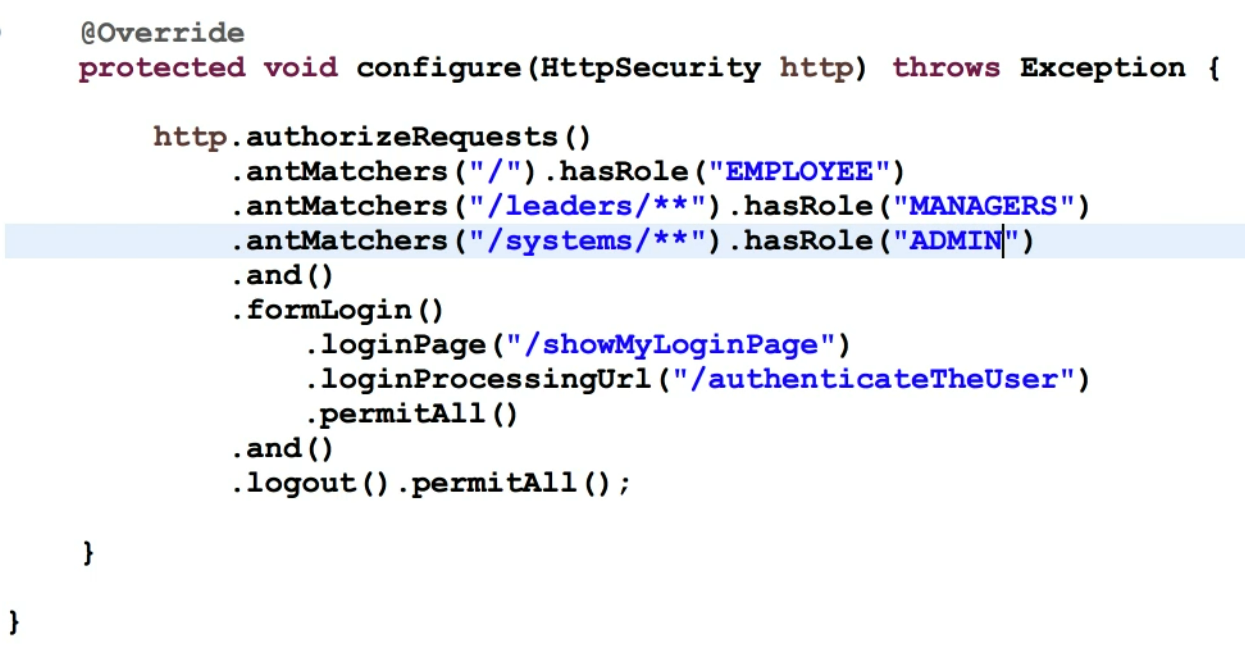 @Override
protected void configure(HttpSecurity http) throws Exception {
http.authorizeRequests()
.antMatchers("/").hasRole("EMPLOYEE")
.antMatchers("/leaders/**").hasRole("MANAGERS")
.antMatchers("/systems/**").hasRole("ADMIN")
.and()
.formLogin()
.loginPage("/showMyLoginPage")
.loginProcessingUrl("/authenticateTheUser")
.permitAll()
.and()
.logout().permitAll();
}
}